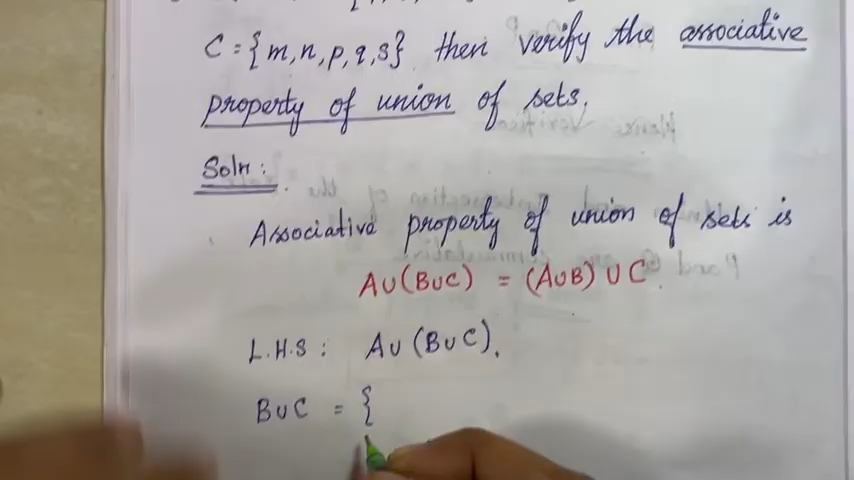 C = {m, n, p, q, s} then verify the associative
property of union of sets.
Soln :
Associative property of union of sets is
A∪(B∪C) = (A∪B) ∪ C.
L.H.S : A∪(B∪C).
B∪C = {